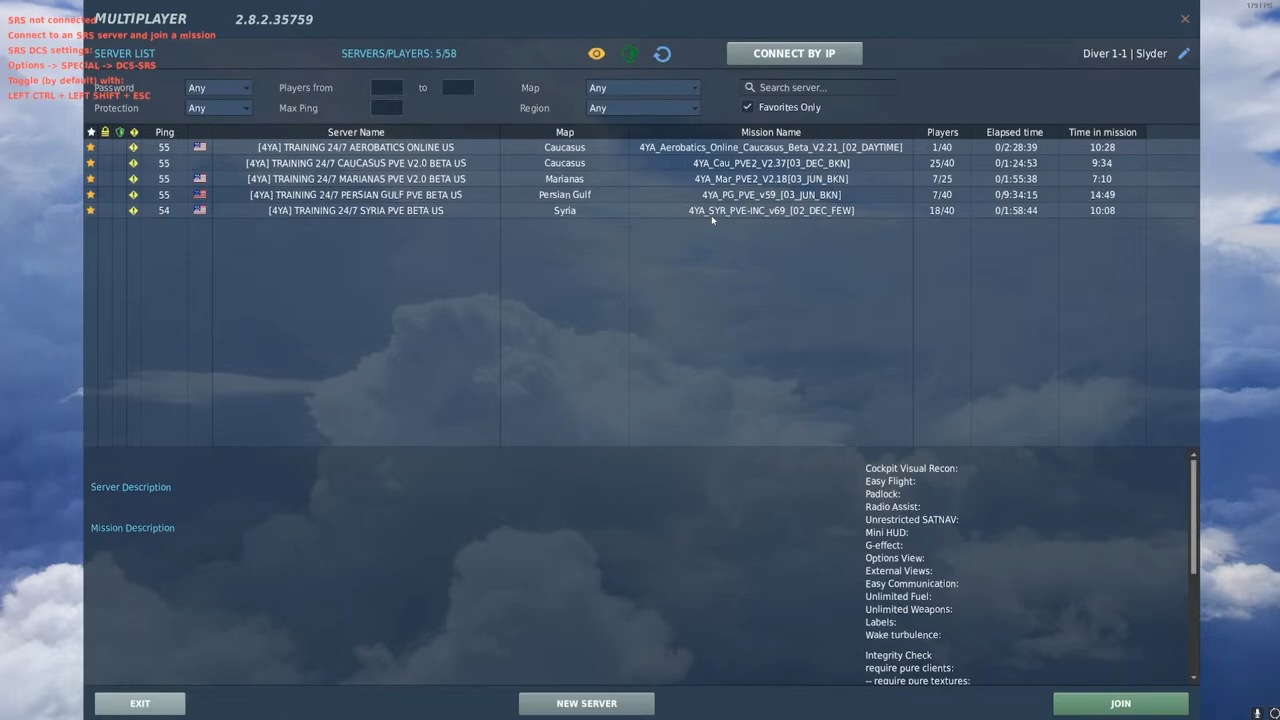 SRS not connected
Connect to an SRS server and join a mission
SRS DCS settings:
Options -> SPECIAL -> DCS-SRS
Toggle (by default) with:
LEFT CTRL + LEFT SHIFT + ESC
MULTIPLAYER 2.8.2.35759
179 FPS
SERVER LIST SERVERS/PLAYERS: 5/58 CONNECT BY IP Diver 1-1 | Slyder
Password Any Players from to Map Any Search server...
Protection Any Max Ping Region Any Favorites Only
Ping Server Name Map Mission Name Players Elapsed time Time in mission
55 [4YA] TRAINING 24/7 AEROBATICS ONLINE US Caucasus 4YA_Aerobatics_Online_Caucasus_Beta_V2.21_[02_DAYTIME] 1/40 0/2:28:39 10:28
55 [4YA] TRAINING 24/7 CAUCASUS PVE V2.0 BETA US Caucasus 4YA_Cau_PVE2_V2.37[03_DEC_BKN] 25/40 0/1:24:53 9:34
55 [4YA] TRAINING 24/7 MARIANAS PVE V2.0 BETA US Marianas 4YA_Mar_PVE2_V2.18[03_JUN_BKN] 7/25 0/1:55:38 7:10
55 [4YA] TRAINING 24/7 PERSIAN GULF PVE BETA US Persian Gulf 4YA_PG_PVE_v59_[03_JUN_BKN] 7/40 0/9:34:15 14:49
54 [4YA] TRAINING 24/7 SYRIA PVE BETA US Syria 4YA_SYR_PVE-INC_v69_[02_DEC_FEW] 18/40 0/1:58:44 10:08
Server Description
Mission Description
Cockpit Visual Recon:
Easy Flight:
Padlock:
Radio Assist:
Unrestricted SATNAV:
Mini HUD:
G-effect:
Options View:
External Views:
Easy Communication:
Unlimited Fuel:
Unlimited Weapons:
Labels:
Wake turbulence:
Integrity Check
require pure clients:
-- require pure textures:
EXIT NEW SERVER JOIN